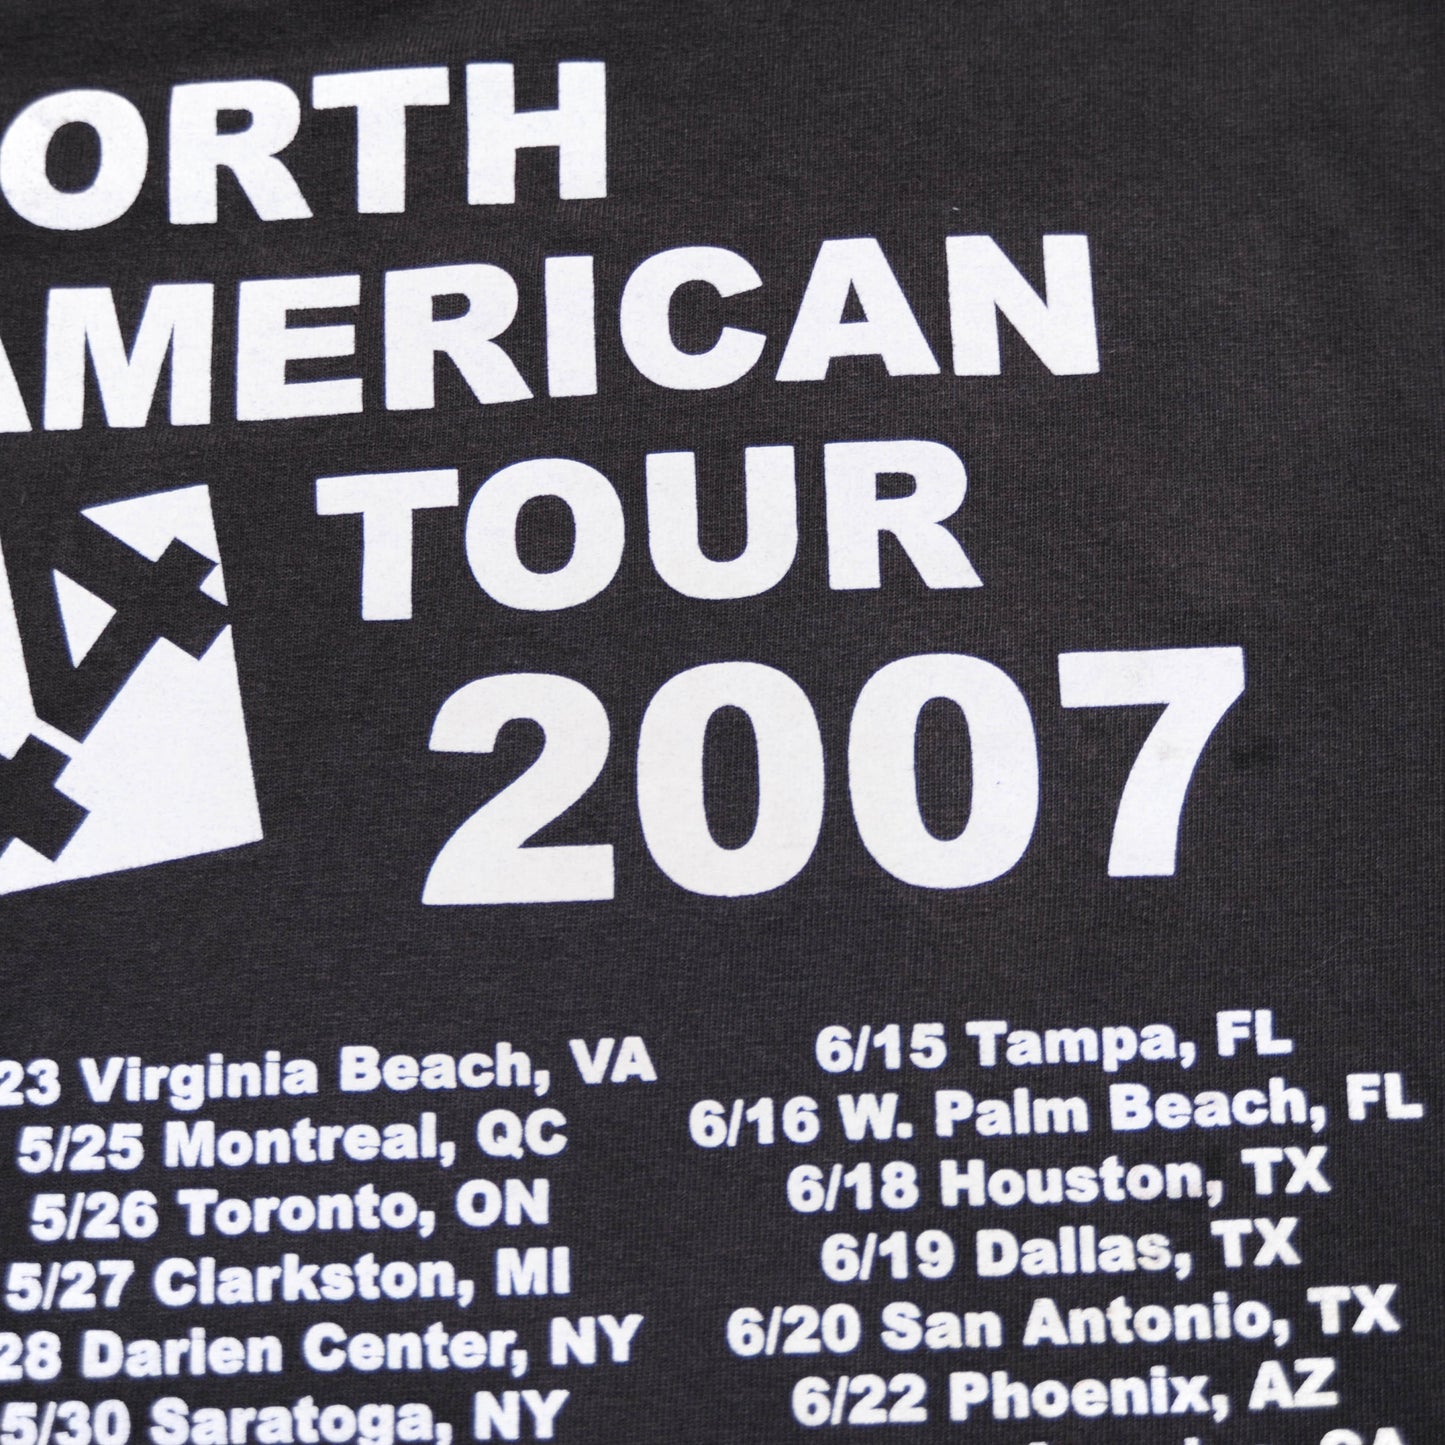 ORTH
AMERICAN
TOUR
2007
23 Virginia Beach, VA
5/25 Montreal, QC
5/26 Toronto, ON
5/27 Clarkston, MI
28 Darien Center, NY
5/30 Saratoga, NY
6/15 Tampa, FL
6/16 W. Palm Beach, FL
6/18 Houston, TX
6/19 Dallas, TX
6/20 San Antonio, TX
6/22 Phoenix, AZ